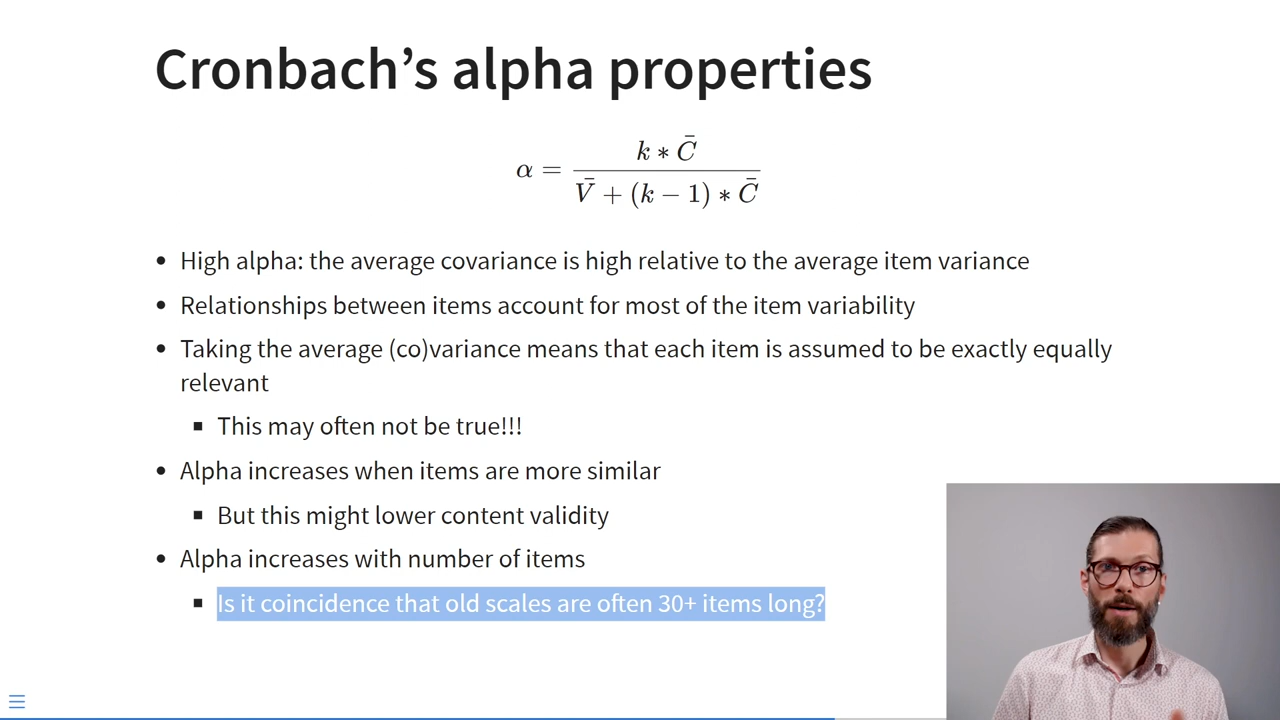 Cronbach’s alpha properties
α = k ∗ C̄ / V̄ + (k − 1) ∗ C̄
• High alpha: the average covariance is high relative to the average item variance
• Relationships between items account for most of the item variability
• Taking the average (co)variance means that each item is assumed to be exactly equally
relevant
▪ This may often not be true!!!
• Alpha increases when items are more similar
▪ But this might lower content validity
• Alpha increases with number of items
▪ Is it coincidence that old scales are often 30+ items long?